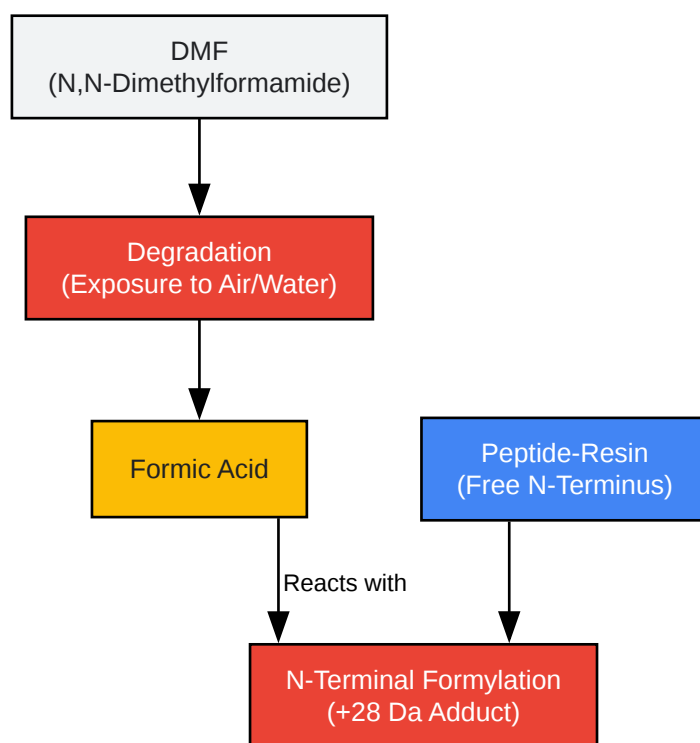 DMF
(N,N-Dimethylformamide)
Degradation
(Exposure to Air/Water)
Formic Acid
Peptide-Resin
(Free N-Terminus)
Reacts with
N-Terminal Formylation
(+28 Da Adduct)